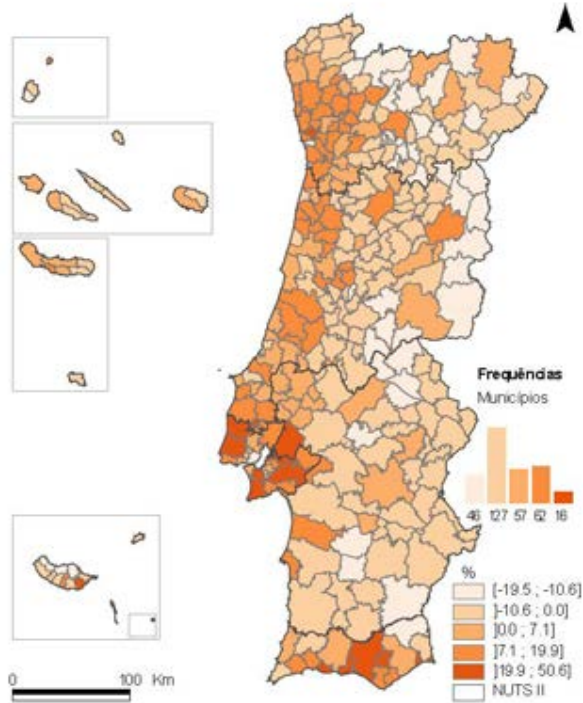 Frequências
Municípios
46 127 57 62 16
%
[-19.5 ; -10.6]
]-10.6 ; 0.0]
]0.0 ; 7.1]
]7.1 ; 19.9]
]19.9 ; 50.6]
NUTS II
0 100 Km